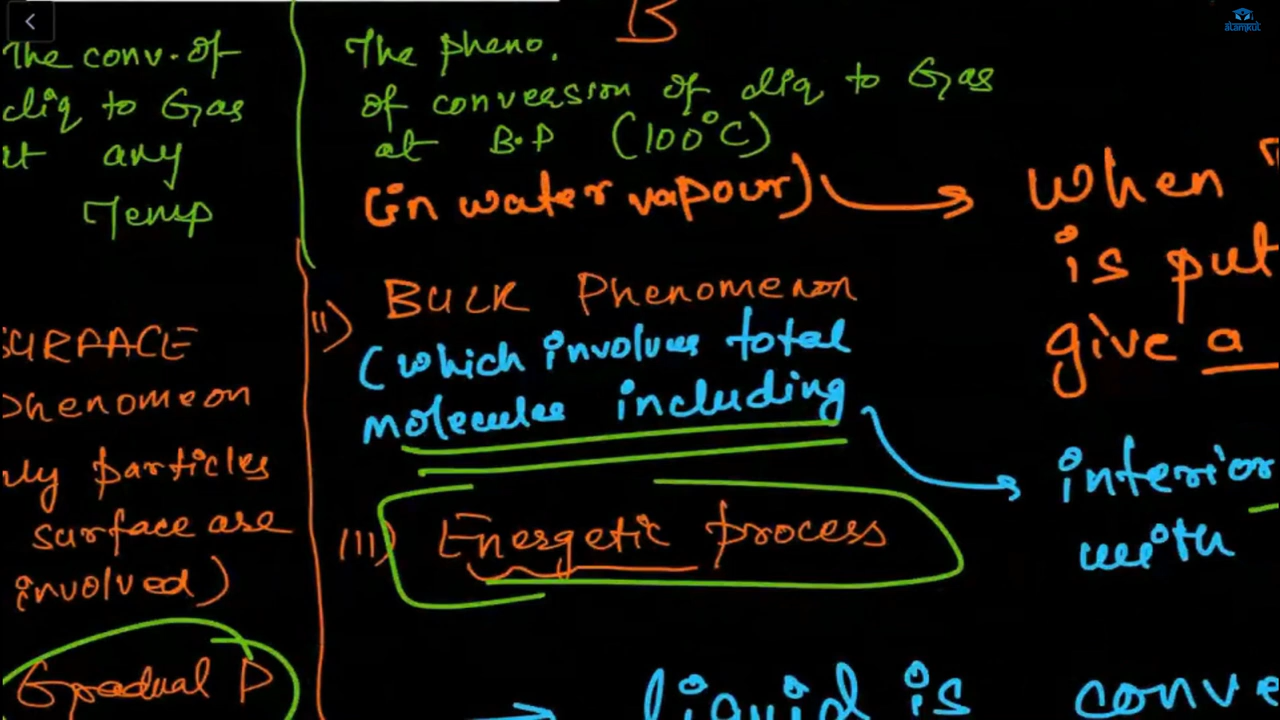 B
atamkul
The conv. of
liq to Gas
at any
Temp
SURFACE
phenomeon
particles
surface are
involved)
Gradual P
The pheno.
of conversion of liq to Gas
at B.P (100°C)
(in water vapour)
II) BULK Phenomenon
(which involves total
molecules including
III) Energetic process
liquid is conve
when
is put
give a
interior
with